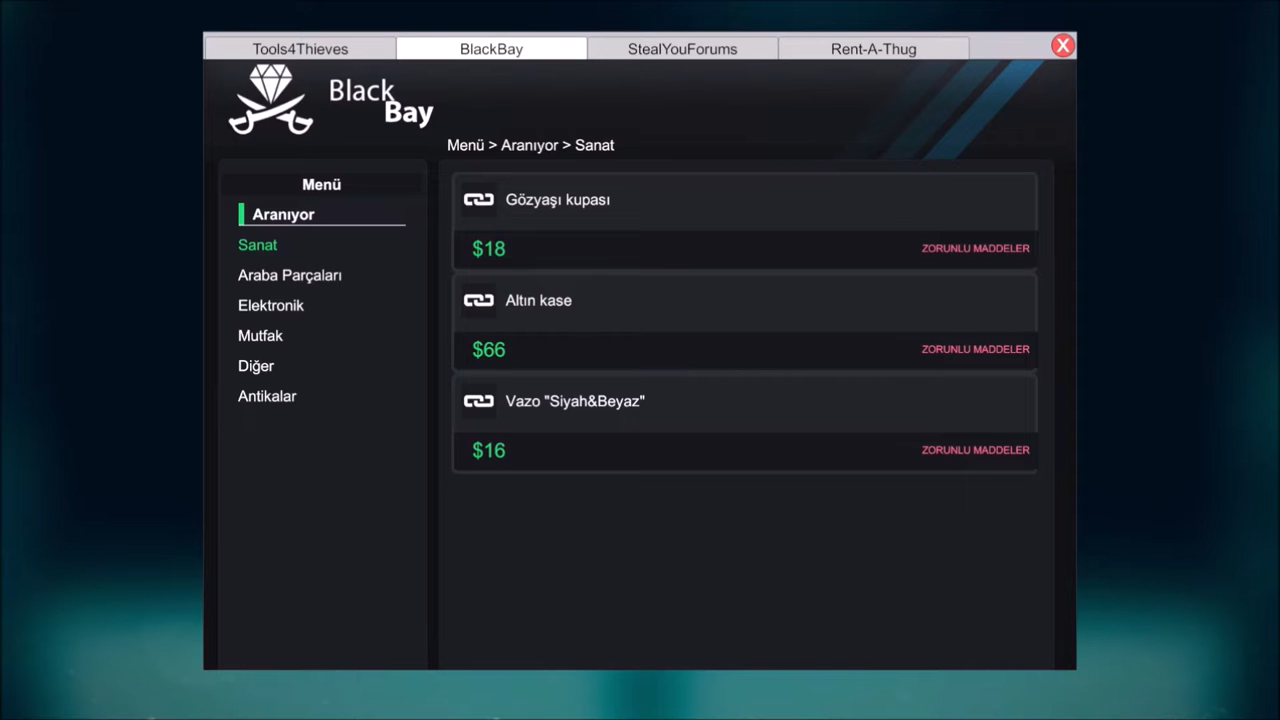 Tools4Thieves
BlackBay
StealYouForums
Rent-A-Thug
X
Black
Bay
Menü > Aranıyor > Sanat
Menü
Aranıyor
Sanat
Araba Parçaları
Elektronik
Mutfak
Diğer
Antikalar
Gözyaşı kupası
$18
ZORUNLU MADDELER
Altın kase
$66
ZORUNLU MADDELER
Vazo "Siyah&Beyaz"
$16
ZORUNLU MADDELER